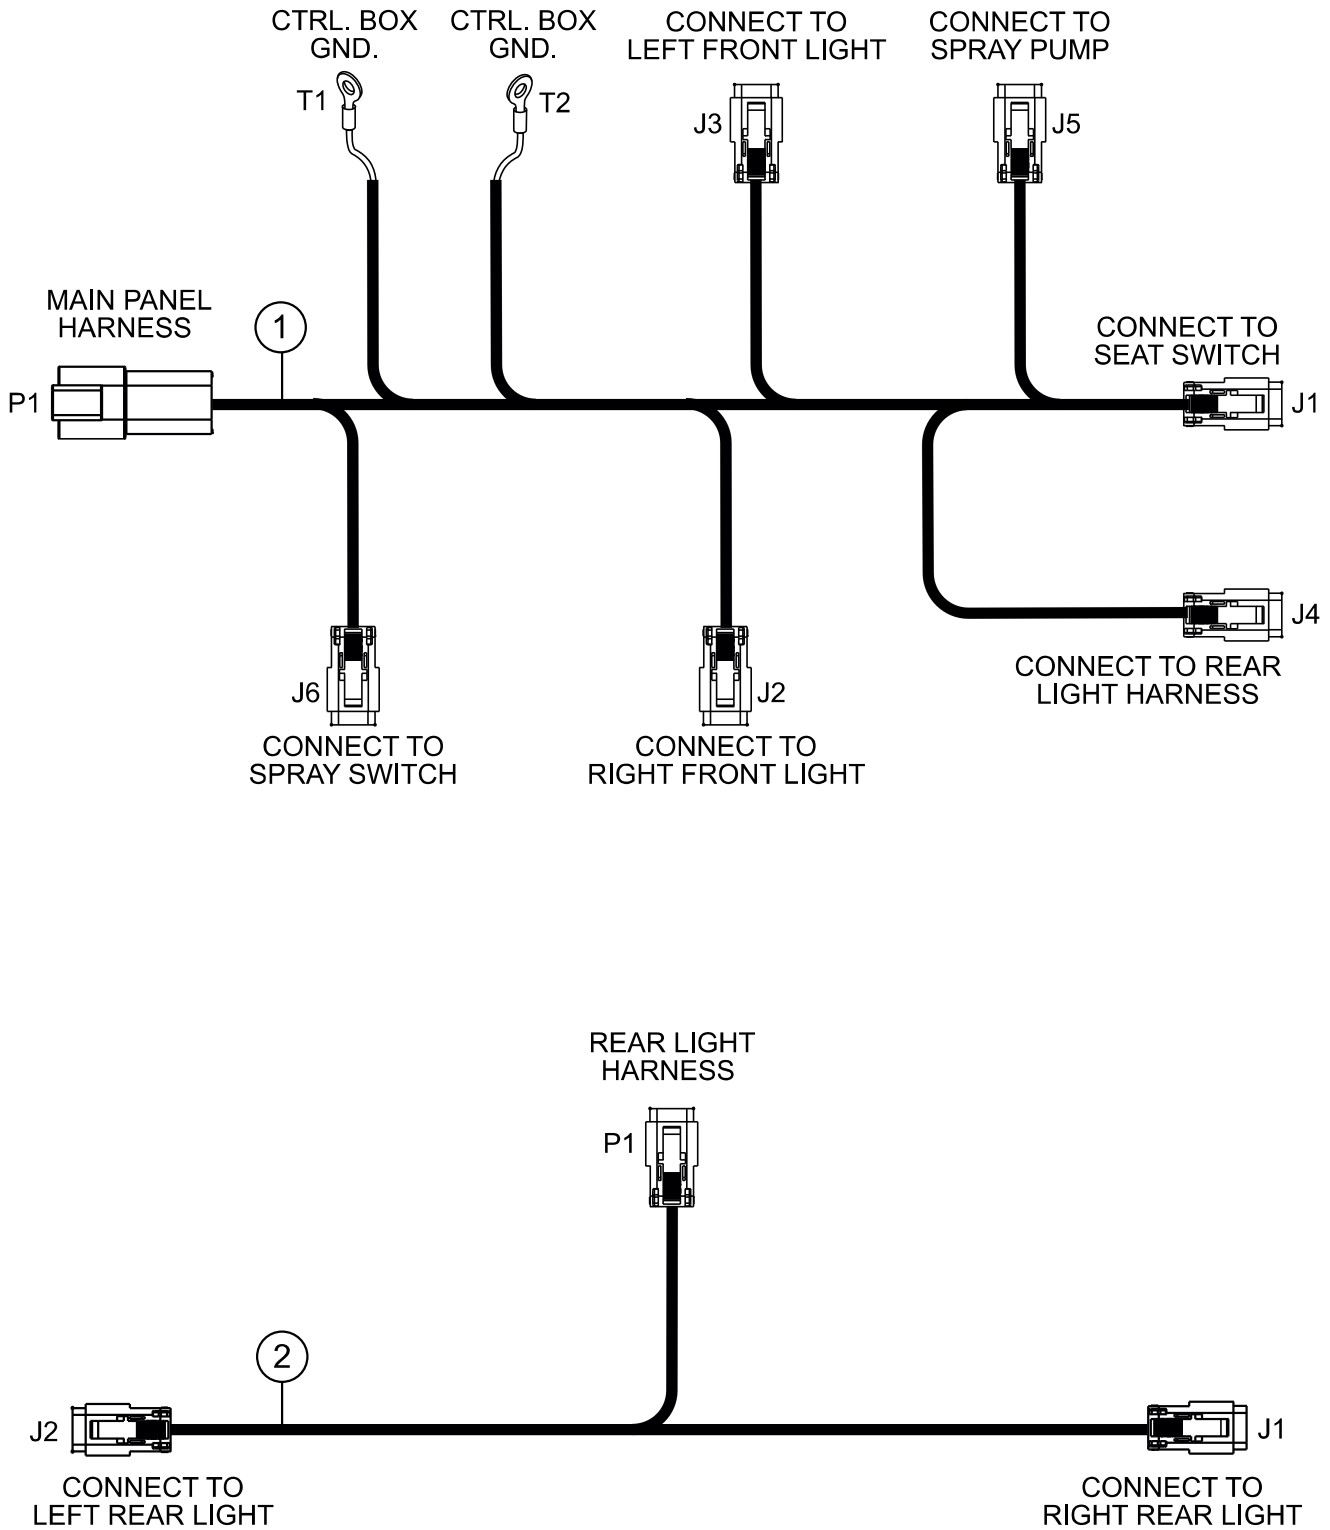 CTRL. BOX
GND.
T1
CTRL. BOX
GND.
T2
CONNECT TO
LEFT FRONT LIGHT
J3
CONNECT TO
SPRAY PUMP
J5
MAIN PANEL
HARNESS
P1
1
CONNECT TO
SEAT SWITCH
J1
J4
CONNECT TO REAR
LIGHT HARNESS
J6
CONNECT TO
SPRAY SWITCH
J2
CONNECT TO
RIGHT FRONT LIGHT
REAR LIGHT
HARNESS
P1
2
J2
CONNECT TO
LEFT REAR LIGHT
J1
CONNECT TO
RIGHT REAR LIGHT